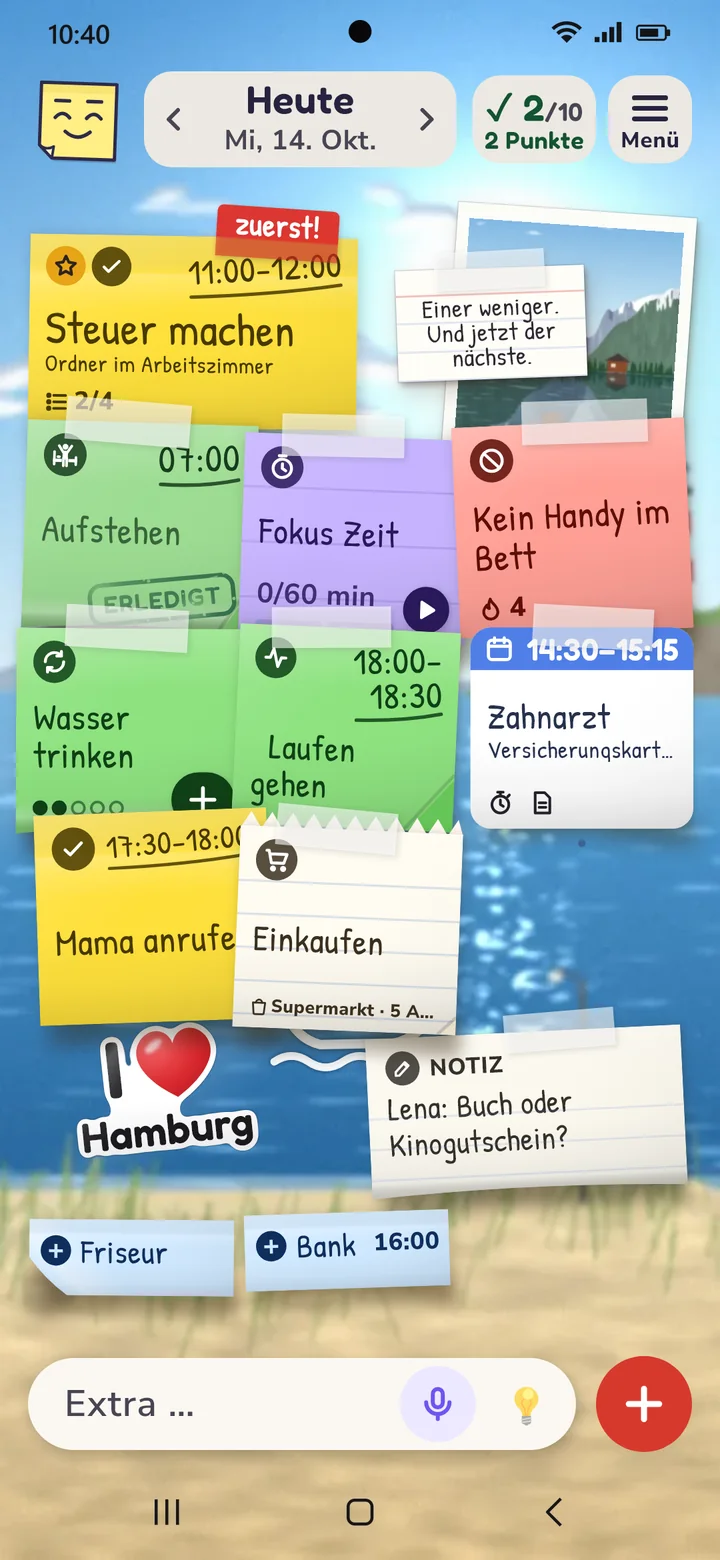 10:40
Heute
Mi, 14. Okt.
2/10
2 Punkte
Menü
zuerst!
11:00–12:00
Steuer machen
Ordner im Arbeitszimmer
2/4
Einer weniger.
Und jetzt der
nächste.
07:00
Aufstehen
ERLEDIGT
Fokus Zeit
0/60 min
Kein Handy im
Bett
4
Wasser
trinken
18:00–
18:30
Laufen
gehen
14:30–15:15
Zahnarzt
Versicherungskart…
17:30–18:00
Mama anrufe
Einkaufen
Supermarkt · 5 A…
I
Hamburg
NOTIZ
Lena: Buch oder
Kinogutschein?
Friseur
Bank 16:00
Extra …